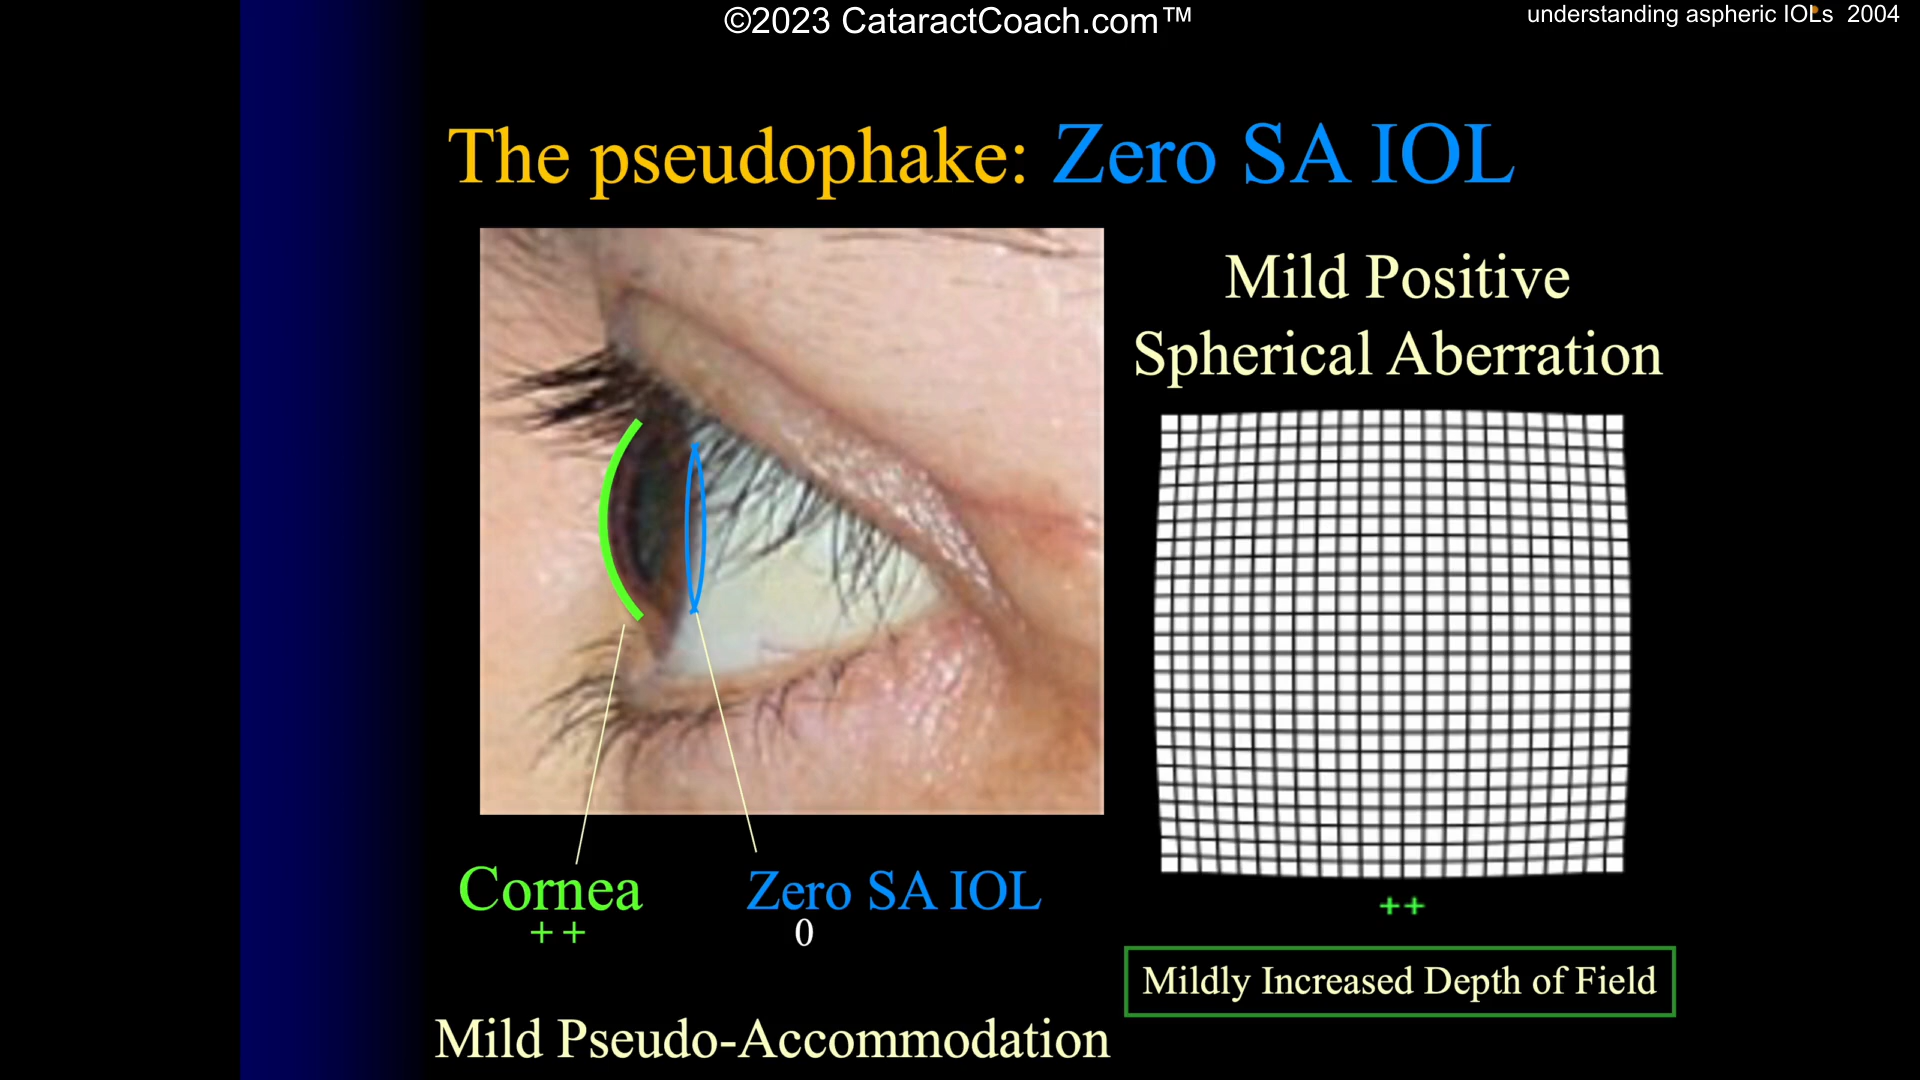 ©2023 CataractCoach.com™
understanding aspheric IOLs 2004
The pseudophake: Zero SA IOL
Mild Positive
Spherical Aberration
Cornea
++
Zero SA IOL
0
++
Mildly Increased Depth of Field
Mild Pseudo-Accommodation